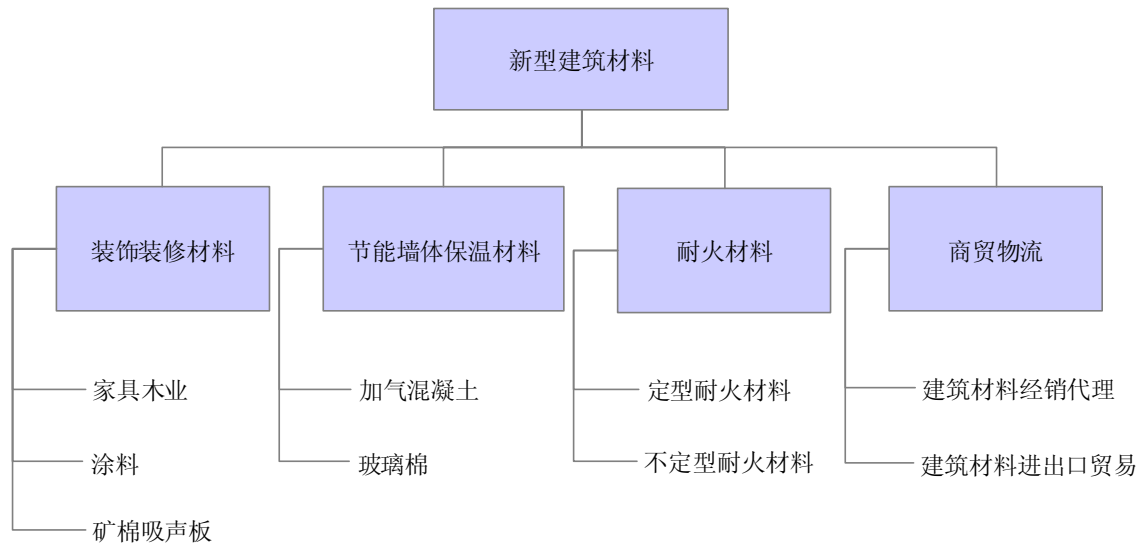 新型建筑材料
装饰装修材料
节能墙体保温材料
耐火材料
商贸物流
家具木业
加气混凝土
定型耐火材料
建筑材料经销代理
涂料
玻璃棉
不定型耐火材料
建筑材料进出口贸易
矿棉吸声板